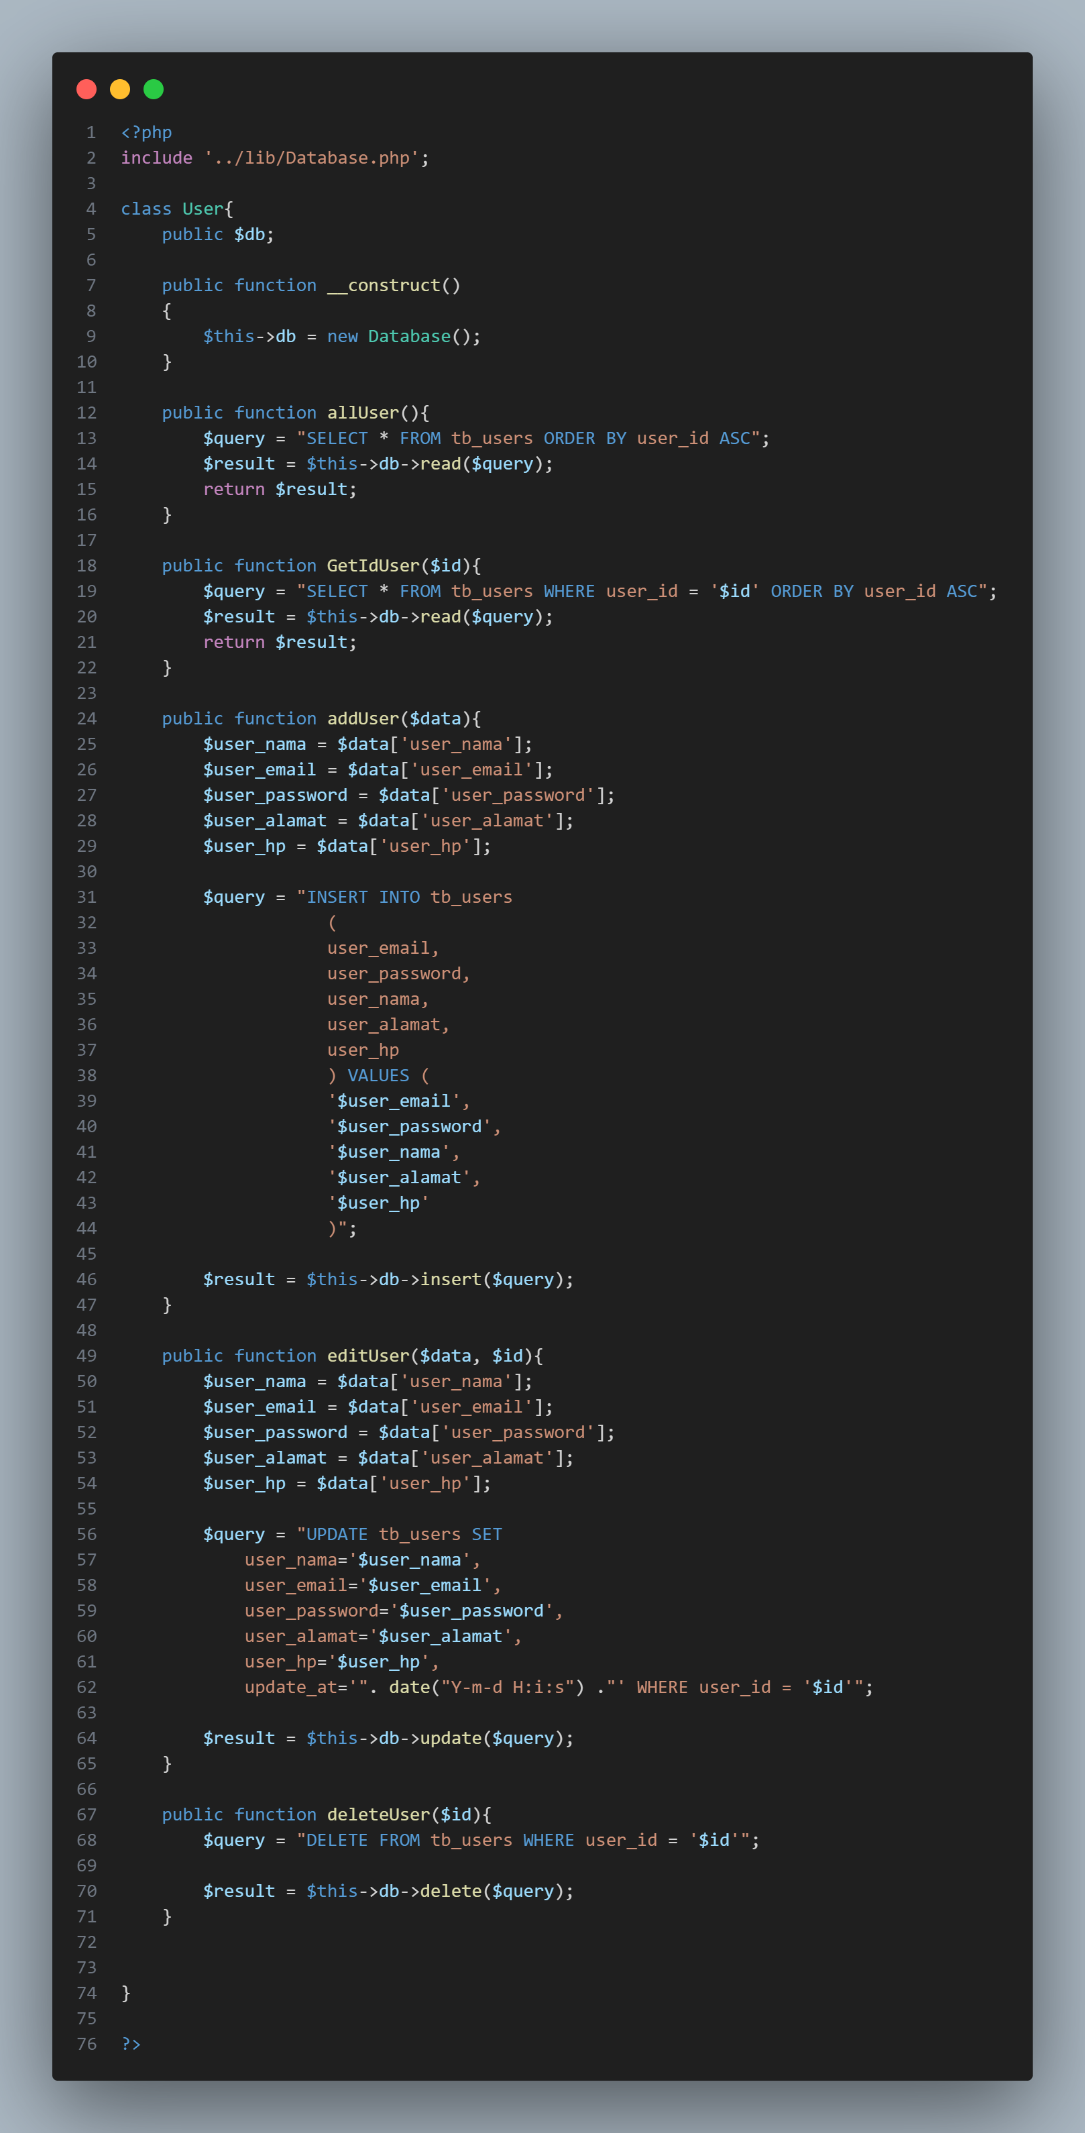 1 <?php
2 include '../lib/Database.php';
3
4 class User{
5     public $db;
6
7     public function __construct()
8     {
9         $this->db = new Database();
10     }
11
12     public function allUser(){
13         $query = "SELECT * FROM tb_users ORDER BY user_id ASC";
14         $result = $this->db->read($query);
15         return $result;
16     }
17
18     public function GetIdUser($id){
19         $query = "SELECT * FROM tb_users WHERE user_id = '$id' ORDER BY user_id ASC";
20         $result = $this->db->read($query);
21         return $result;
22     }
23
24     public function addUser($data){
25         $user_nama = $data['user_nama'];
26         $user_email = $data['user_email'];
27         $user_password = $data['user_password'];
28         $user_alamat = $data['user_alamat'];
29         $user_hp = $data['user_hp'];
30
31         $query = "INSERT INTO tb_users
32                     (
33                     user_email,
34                     user_password,
35                     user_nama,
36                     user_alamat,
37                     user_hp
38                     ) VALUES (
39                     '$user_email',
40                     '$user_password',
41                     '$user_nama',
42                     '$user_alamat',
43                     '$user_hp'
44                     )";
45
46         $result = $this->db->insert($query);
47     }
48
49     public function editUser($data, $id){
50         $user_nama = $data['user_nama'];
51         $user_email = $data['user_email'];
52         $user_password = $data['user_password'];
53         $user_alamat = $data['user_alamat'];
54         $user_hp = $data['user_hp'];
55
56         $query = "UPDATE tb_users SET
57             user_nama='$user_nama',
58             user_email='$user_email',
59             user_password='$user_password',
60             user_alamat='$user_alamat',
61             user_hp='$user_hp',
62             update_at='". date("Y-m-d H:i:s") ."' WHERE user_id = '$id'";
63
64         $result = $this->db->update($query);
65     }
66
67     public function deleteUser($id){
68         $query = "DELETE FROM tb_users WHERE user_id = '$id'";
69
70         $result = $this->db->delete($query);
71     }
72
73
74 }
75
76 ?>